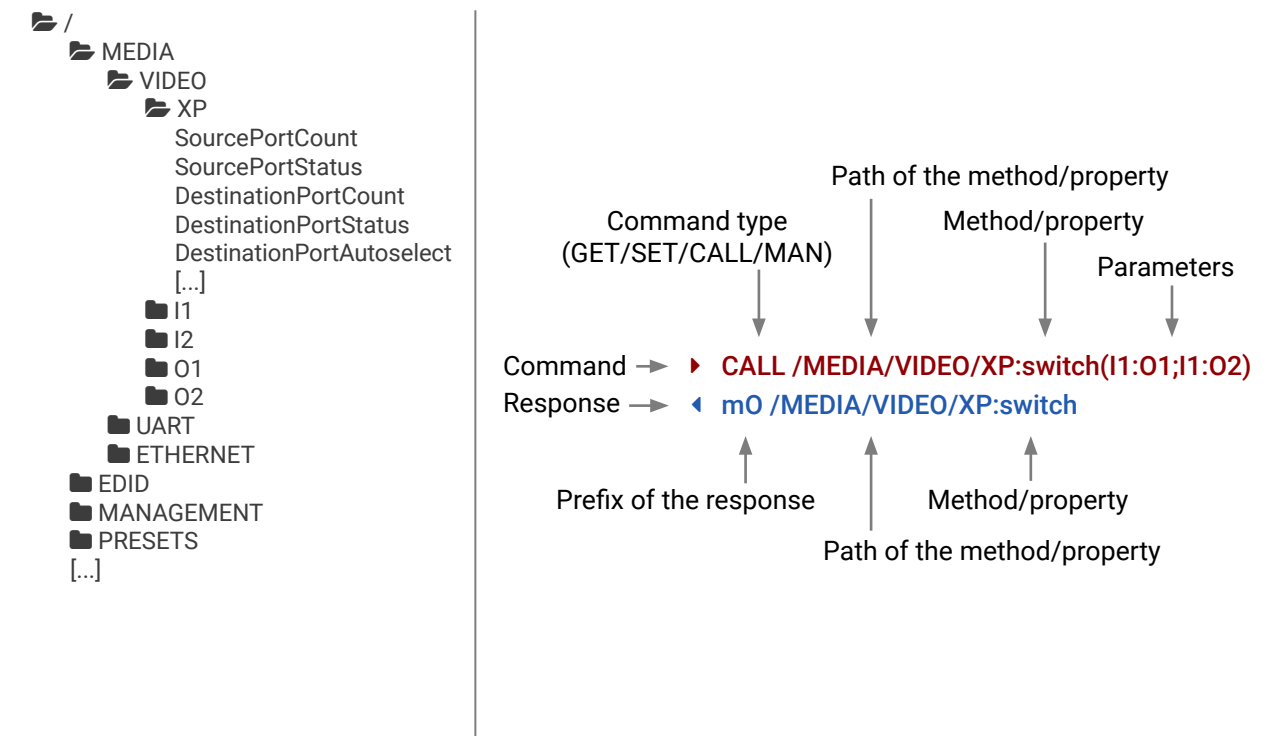 /
MEDIA
VIDEO
XP
SourcePortCount
SourcePortStatus
DestinationPortCount
DestinationPortStatus
DestinationPortAutoselect
[...]
I1
I2
O1
O2
UART
ETHERNET
EDID
MANAGEMENT
PRESETS
[...]
Path of the method/property
Command type
(GET/SET/CALL/MAN)
Method/property
Parameters
Command
CALL /MEDIA/VIDEO/XP:switch(I1:O1;I1:O2)
Response
mO /MEDIA/VIDEO/XP:switch
Prefix of the response
Method/property
Path of the method/property